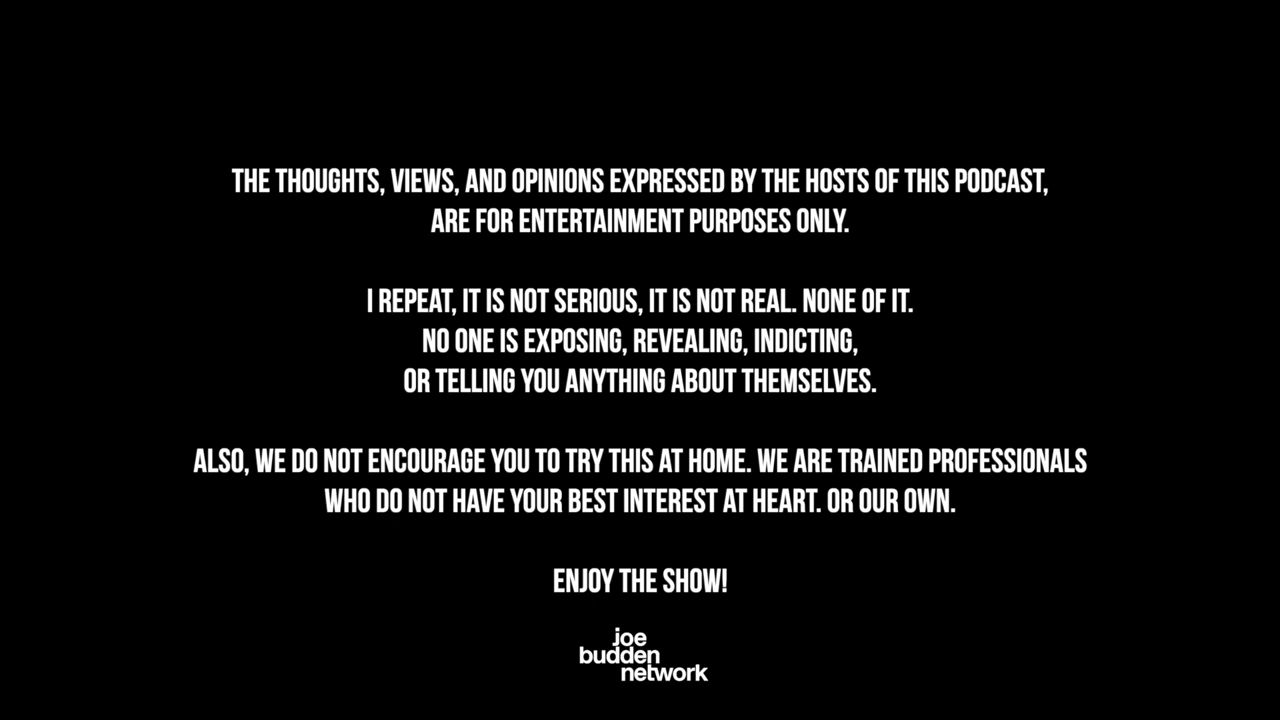 THE THOUGHTS, VIEWS, AND OPINIONS EXPRESSED BY THE HOSTS OF THIS PODCAST,
ARE FOR ENTERTAINMENT PURPOSES ONLY.
I REPEAT, IT IS NOT SERIOUS, IT IS NOT REAL. NONE OF IT.
NO ONE IS EXPOSING, REVEALING, INDICTING,
OR TELLING YOU ANYTHING ABOUT THEMSELVES.
ALSO, WE DO NOT ENCOURAGE YOU TO TRY THIS AT HOME. WE ARE TRAINED PROFESSIONALS
WHO DO NOT HAVE YOUR BEST INTEREST AT HEART. OR OUR OWN.
ENJOY THE SHOW!
joe
budden
network